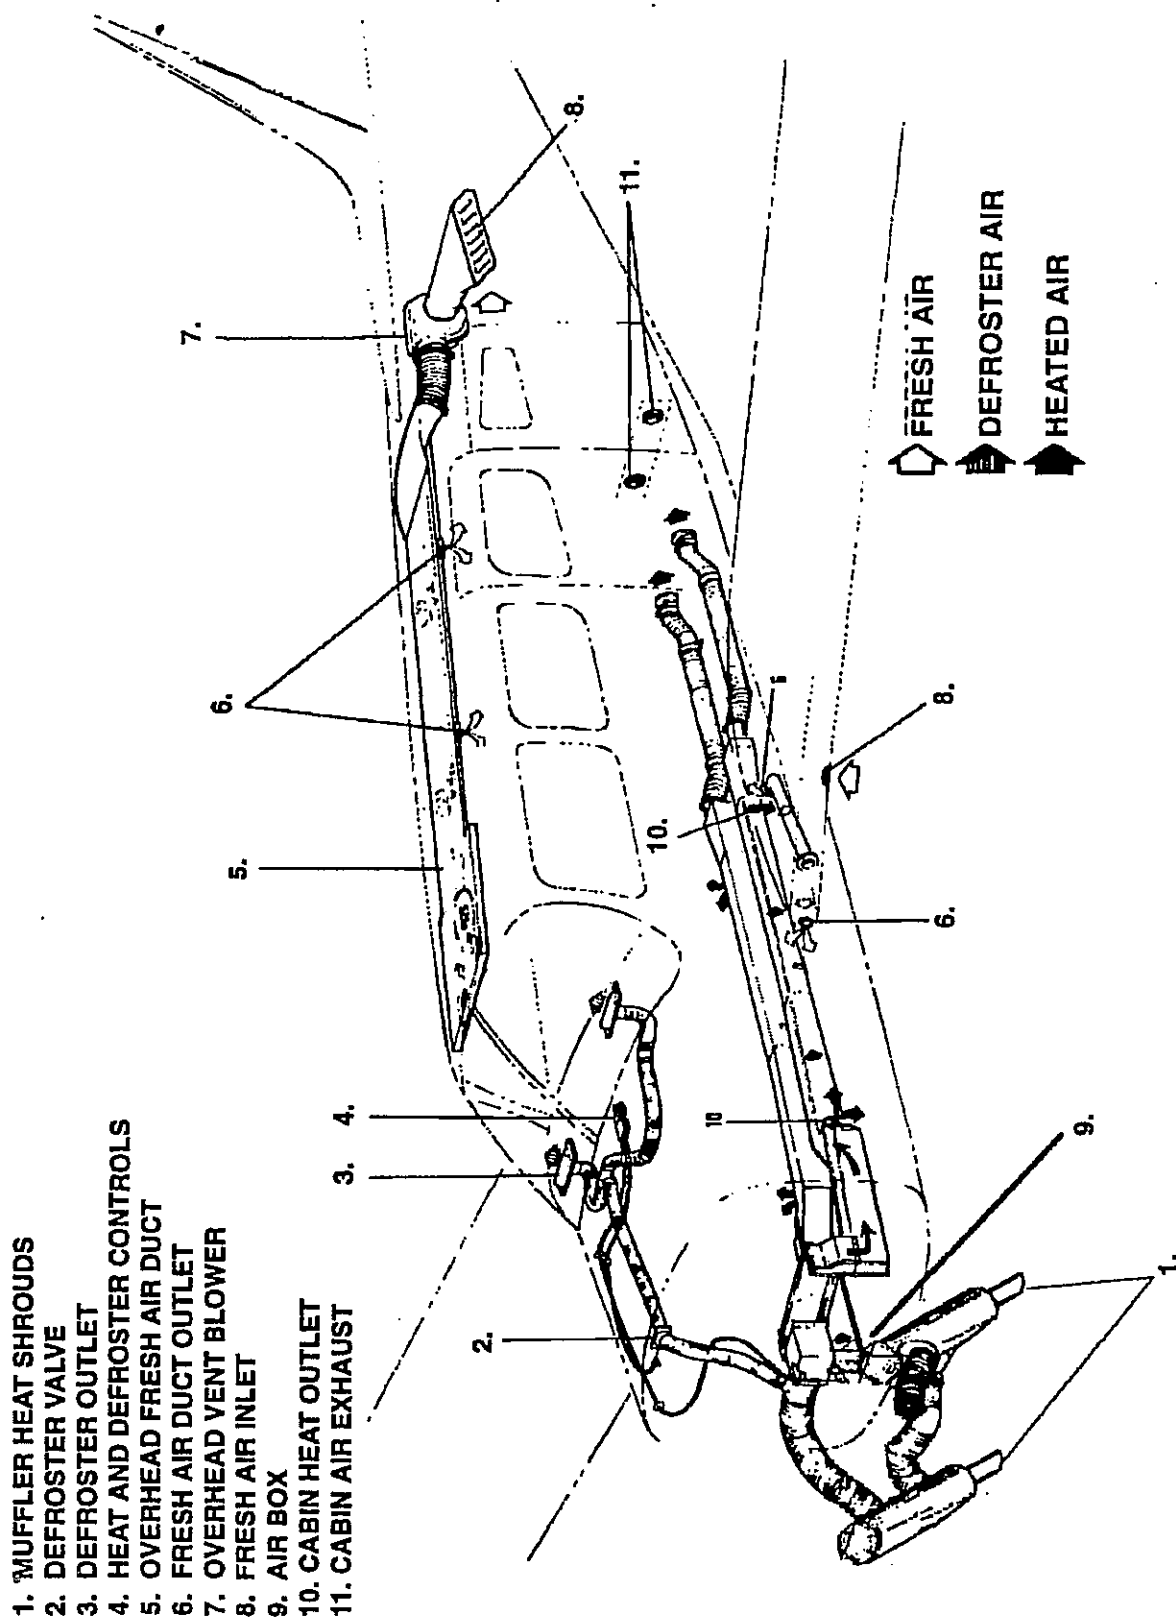 1. MUFFLER HEAT SHROUDS
2. DEFROSTER VALVE
3. DEFROSTER OUTLET
4. HEAT AND DEFROSTER CONTROLS
5. OVERHEAD FRESH AIR DUCT
6. FRESH AIR DUCT OUTLET
7. OVERHEAD VENT BLOWER
8. FRESH AIR INLET
9. AIR BOX
10. CABIN HEAT OUTLET
11. CABIN AIR EXHAUST
7.
8.
6.
5.
11.
4.
3.
10.
8.
6.
2.
10
9.
1.
FRESH AIR
DEFROSTER AIR
HEATED AIR